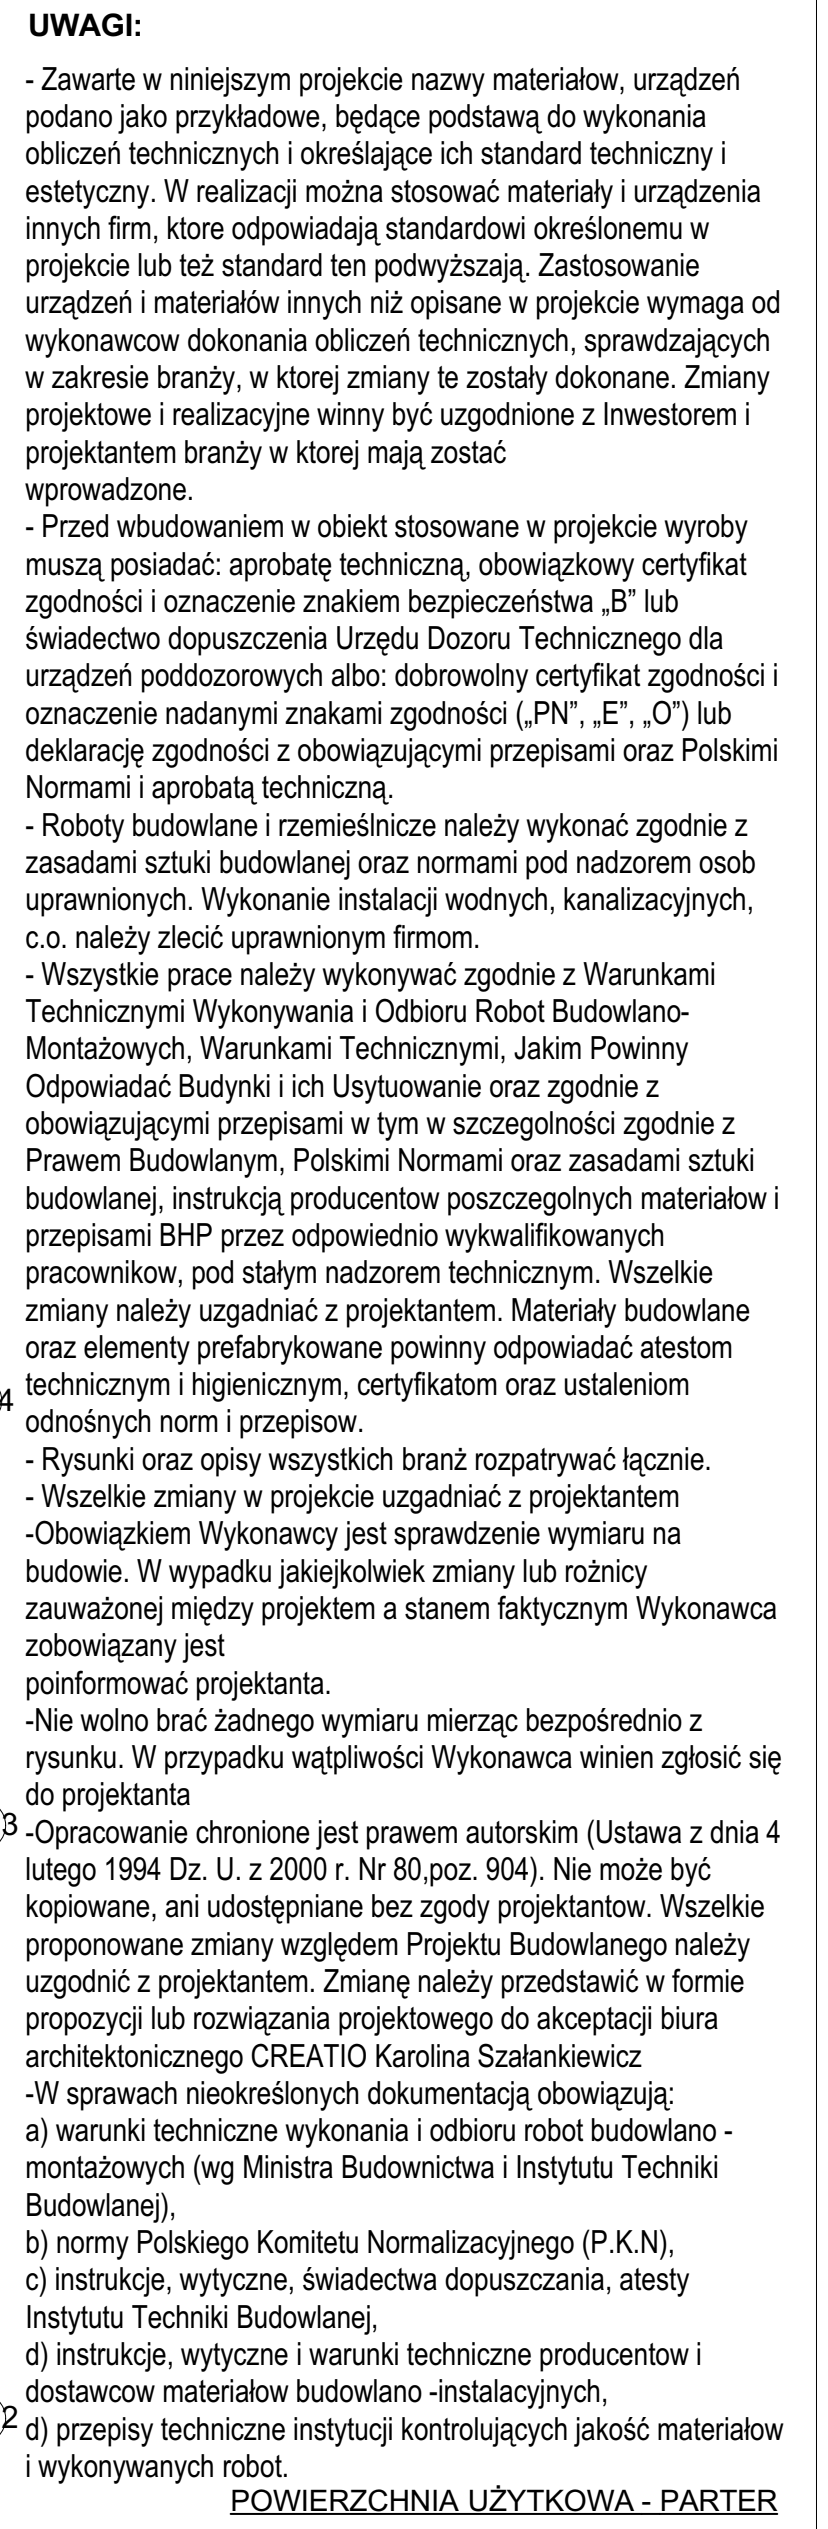 UWAGI:
- Zawarte w niniejszym projekcie nazwy materiałow, urządzeń
podano jako przykładowe, będące podstawą do wykonania
obliczeń technicznych i określające ich standard techniczny i
estetyczny. W realizacji można stosować materiały i urządzenia
innych firm, ktore odpowiadają standardowi określonemu w
projekcie lub też standard ten podwyższają. Zastosowanie
urządzeń i materiałów innych niż opisane w projekcie wymaga od
wykonawcow dokonania obliczeń technicznych, sprawdzających
w zakresie branży, w ktorej zmiany te zostały dokonane. Zmiany
projektowe i realizacyjne winny być uzgodnione z Inwestorem i
projektantem branży w ktorej mają zostać
wprowadzone.
- Przed wbudowaniem w obiekt stosowane w projekcie wyroby
muszą posiadać: aprobatę techniczną, obowiązkowy certyfikat
zgodności i oznaczenie znakiem bezpieczeństwa „B” lub
świadectwo dopuszczenia Urzędu Dozoru Technicznego dla
urządzeń poddozorowych albo: dobrowolny certyfikat zgodności i
oznaczenie nadanymi znakami zgodności („PN”, „E”, „O”) lub
deklarację zgodności z obowiązującymi przepisami oraz Polskimi
Normami i aprobatą techniczną.
- Roboty budowlane i rzemieślnicze należy wykonać zgodnie z
zasadami sztuki budowlanej oraz normami pod nadzorem osob
uprawnionych. Wykonanie instalacji wodnych, kanalizacyjnych,
c.o. należy zlecić uprawnionym firmom.
- Wszystkie prace należy wykonywać zgodnie z Warunkami
Technicznymi Wykonywania i Odbioru Robot Budowlano-
Montażowych, Warunkami Technicznymi, Jakim Powinny
Odpowiadać Budynki i ich Usytuowanie oraz zgodnie z
obowiązującymi przepisami w tym w szczegolności zgodnie z
Prawem Budowlanym, Polskimi Normami oraz zasadami sztuki
budowlanej, instrukcją producentow poszczegolnych materiałow i
przepisami BHP przez odpowiednio wykwalifikowanych
pracownikow, pod stałym nadzorem technicznym. Wszelkie
zmiany należy uzgadniać z projektantem. Materiały budowlane
oraz elementy prefabrykowane powinny odpowiadać atestom
4
technicznym i higienicznym, certyfikatom oraz ustaleniom
odnośnych norm i przepisow.
- Rysunki oraz opisy wszystkich branż rozpatrywać łącznie.
- Wszelkie zmiany w projekcie uzgadniać z projektantem
-Obowiązkiem Wykonawcy jest sprawdzenie wymiaru na
budowie. W wypadku jakiejkolwiek zmiany lub rożnicy
zauważonej między projektem a stanem faktycznym Wykonawca
zobowiązany jest
poinformować projektanta.
-Nie wolno brać żadnego wymiaru mierząc bezpośrednio z
rysunku. W przypadku wątpliwości Wykonawca winien zgłosić się
do projektanta
3
-Opracowanie chronione jest prawem autorskim (Ustawa z dnia 4
lutego 1994 Dz. U. z 2000 r. Nr 80,poz. 904). Nie może być
kopiowane, ani udostępniane bez zgody projektantow. Wszelkie
proponowane zmiany względem Projektu Budowlanego należy
uzgodnić z projektantem. Zmianę należy przedstawić w formie
propozycji lub rozwiązania projektowego do akceptacji biura
architektonicznego CREATIO Karolina Szałankiewicz
-W sprawach nieokreślonych dokumentacją obowiązują:
a) warunki techniczne wykonania i odbioru robot budowlano -
montażowych (wg Ministra Budownictwa i Instytutu Techniki
Budowlanej),
b) normy Polskiego Komitetu Normalizacyjnego (P.K.N),
c) instrukcje, wytyczne, świadectwa dopuszczania, atesty
Instytutu Techniki Budowlanej,
d) instrukcje, wytyczne i warunki techniczne producentow i
dostawcow materiałow budowlano -instalacyjnych,
2
d) przepisy techniczne instytucji kontrolujących jakość materiałow
i wykonywanych robot.
POWIERZCHNIA UŻYTKOWA - PARTER